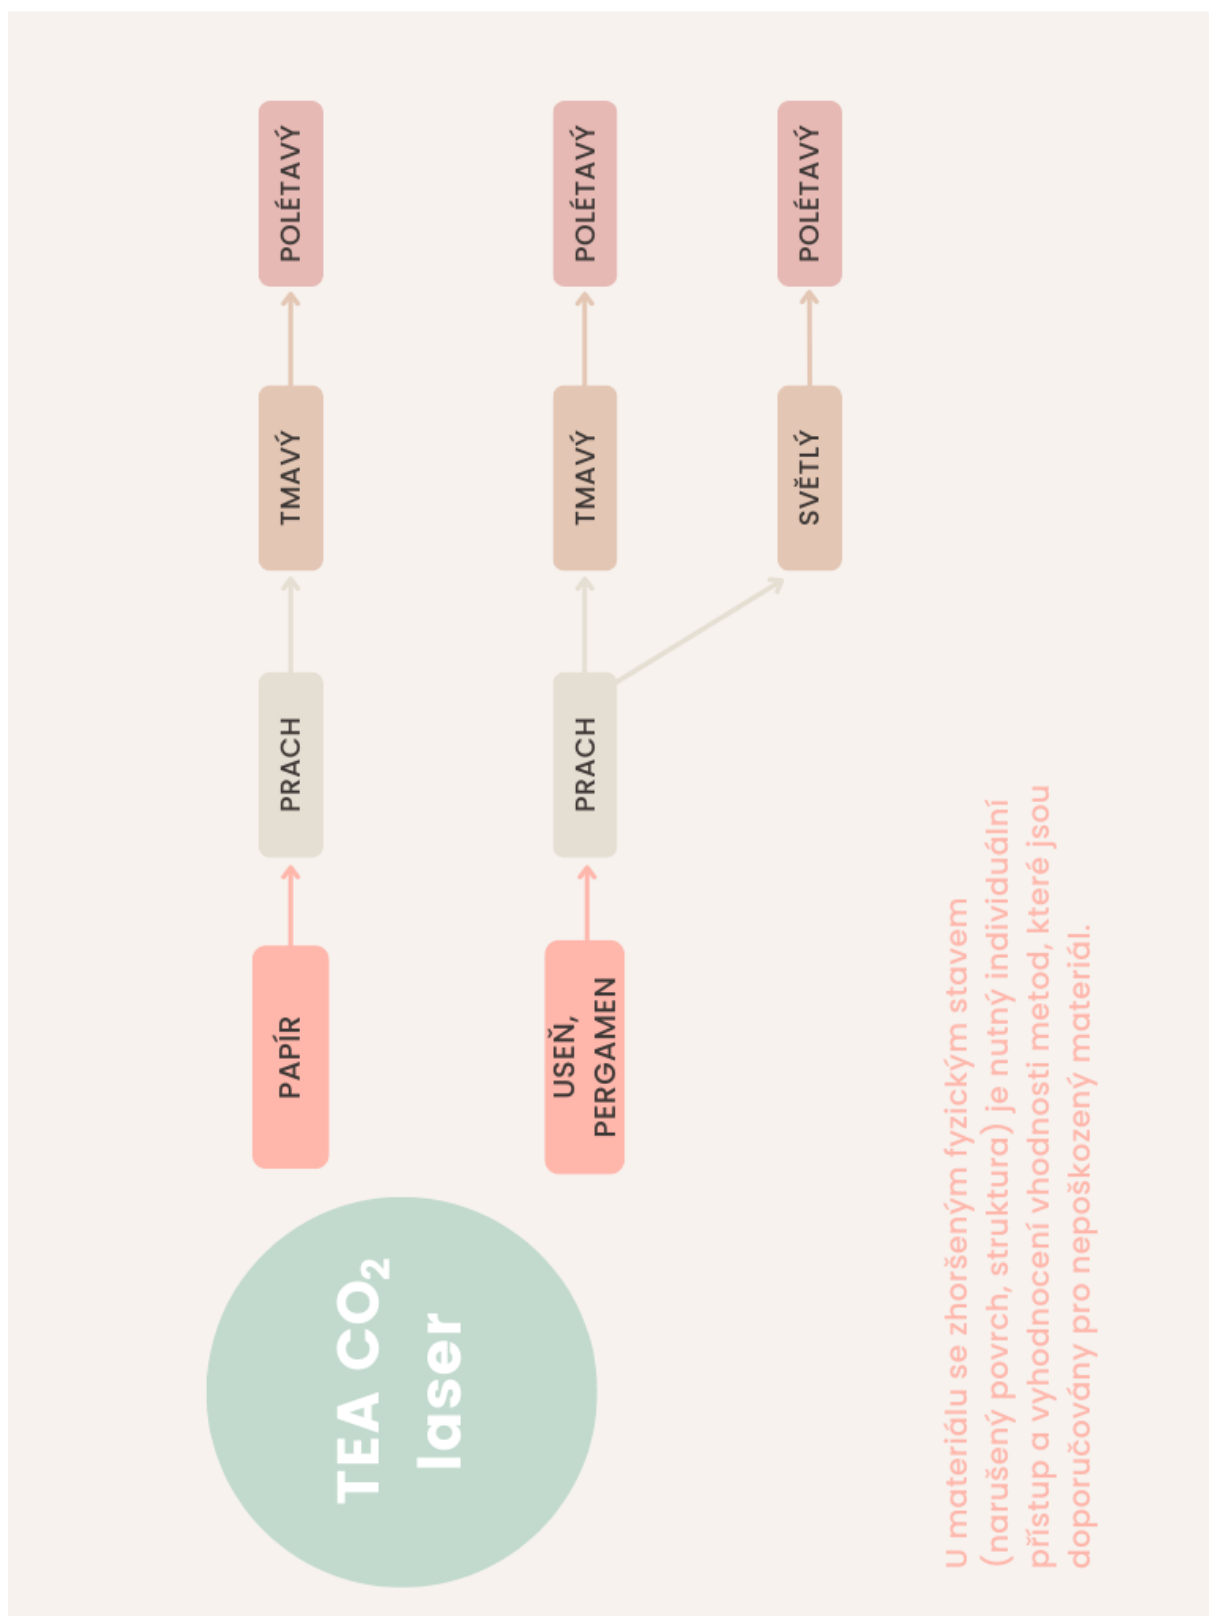 TEA CO₂
laser
PAPÍR
PRACH
TMAVÝ
POLÉTAVÝ
USEŇ,
PERGAMEN
PRACH
TMAVÝ
POLÉTAVÝ
SVĚTLÝ
POLÉTAVÝ
U materiálu se zhoršeným fyzickým stavem
(narušený povrch, struktura) je nutný individuální
přístup a vyhodnocení vhodnosti metod, které jsou
doporučovány pro nepoškozený materiál.